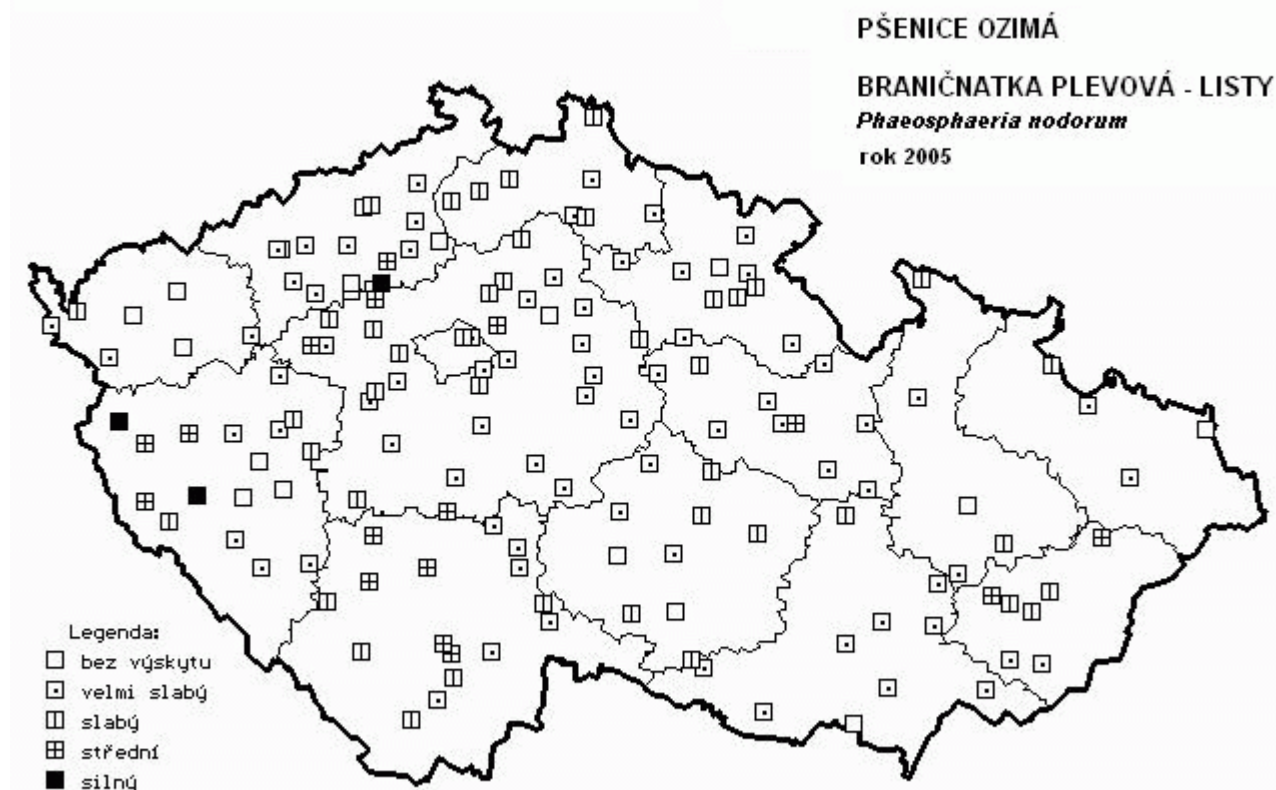 PŠENICE OZIMÁ
BRANIČNATKA PLEVOVÁ - LISTY
Phaeosphaeria nodorum
rok 2005
Legenda:
bez výskytu
velmi slabý
slabý
střední
silný